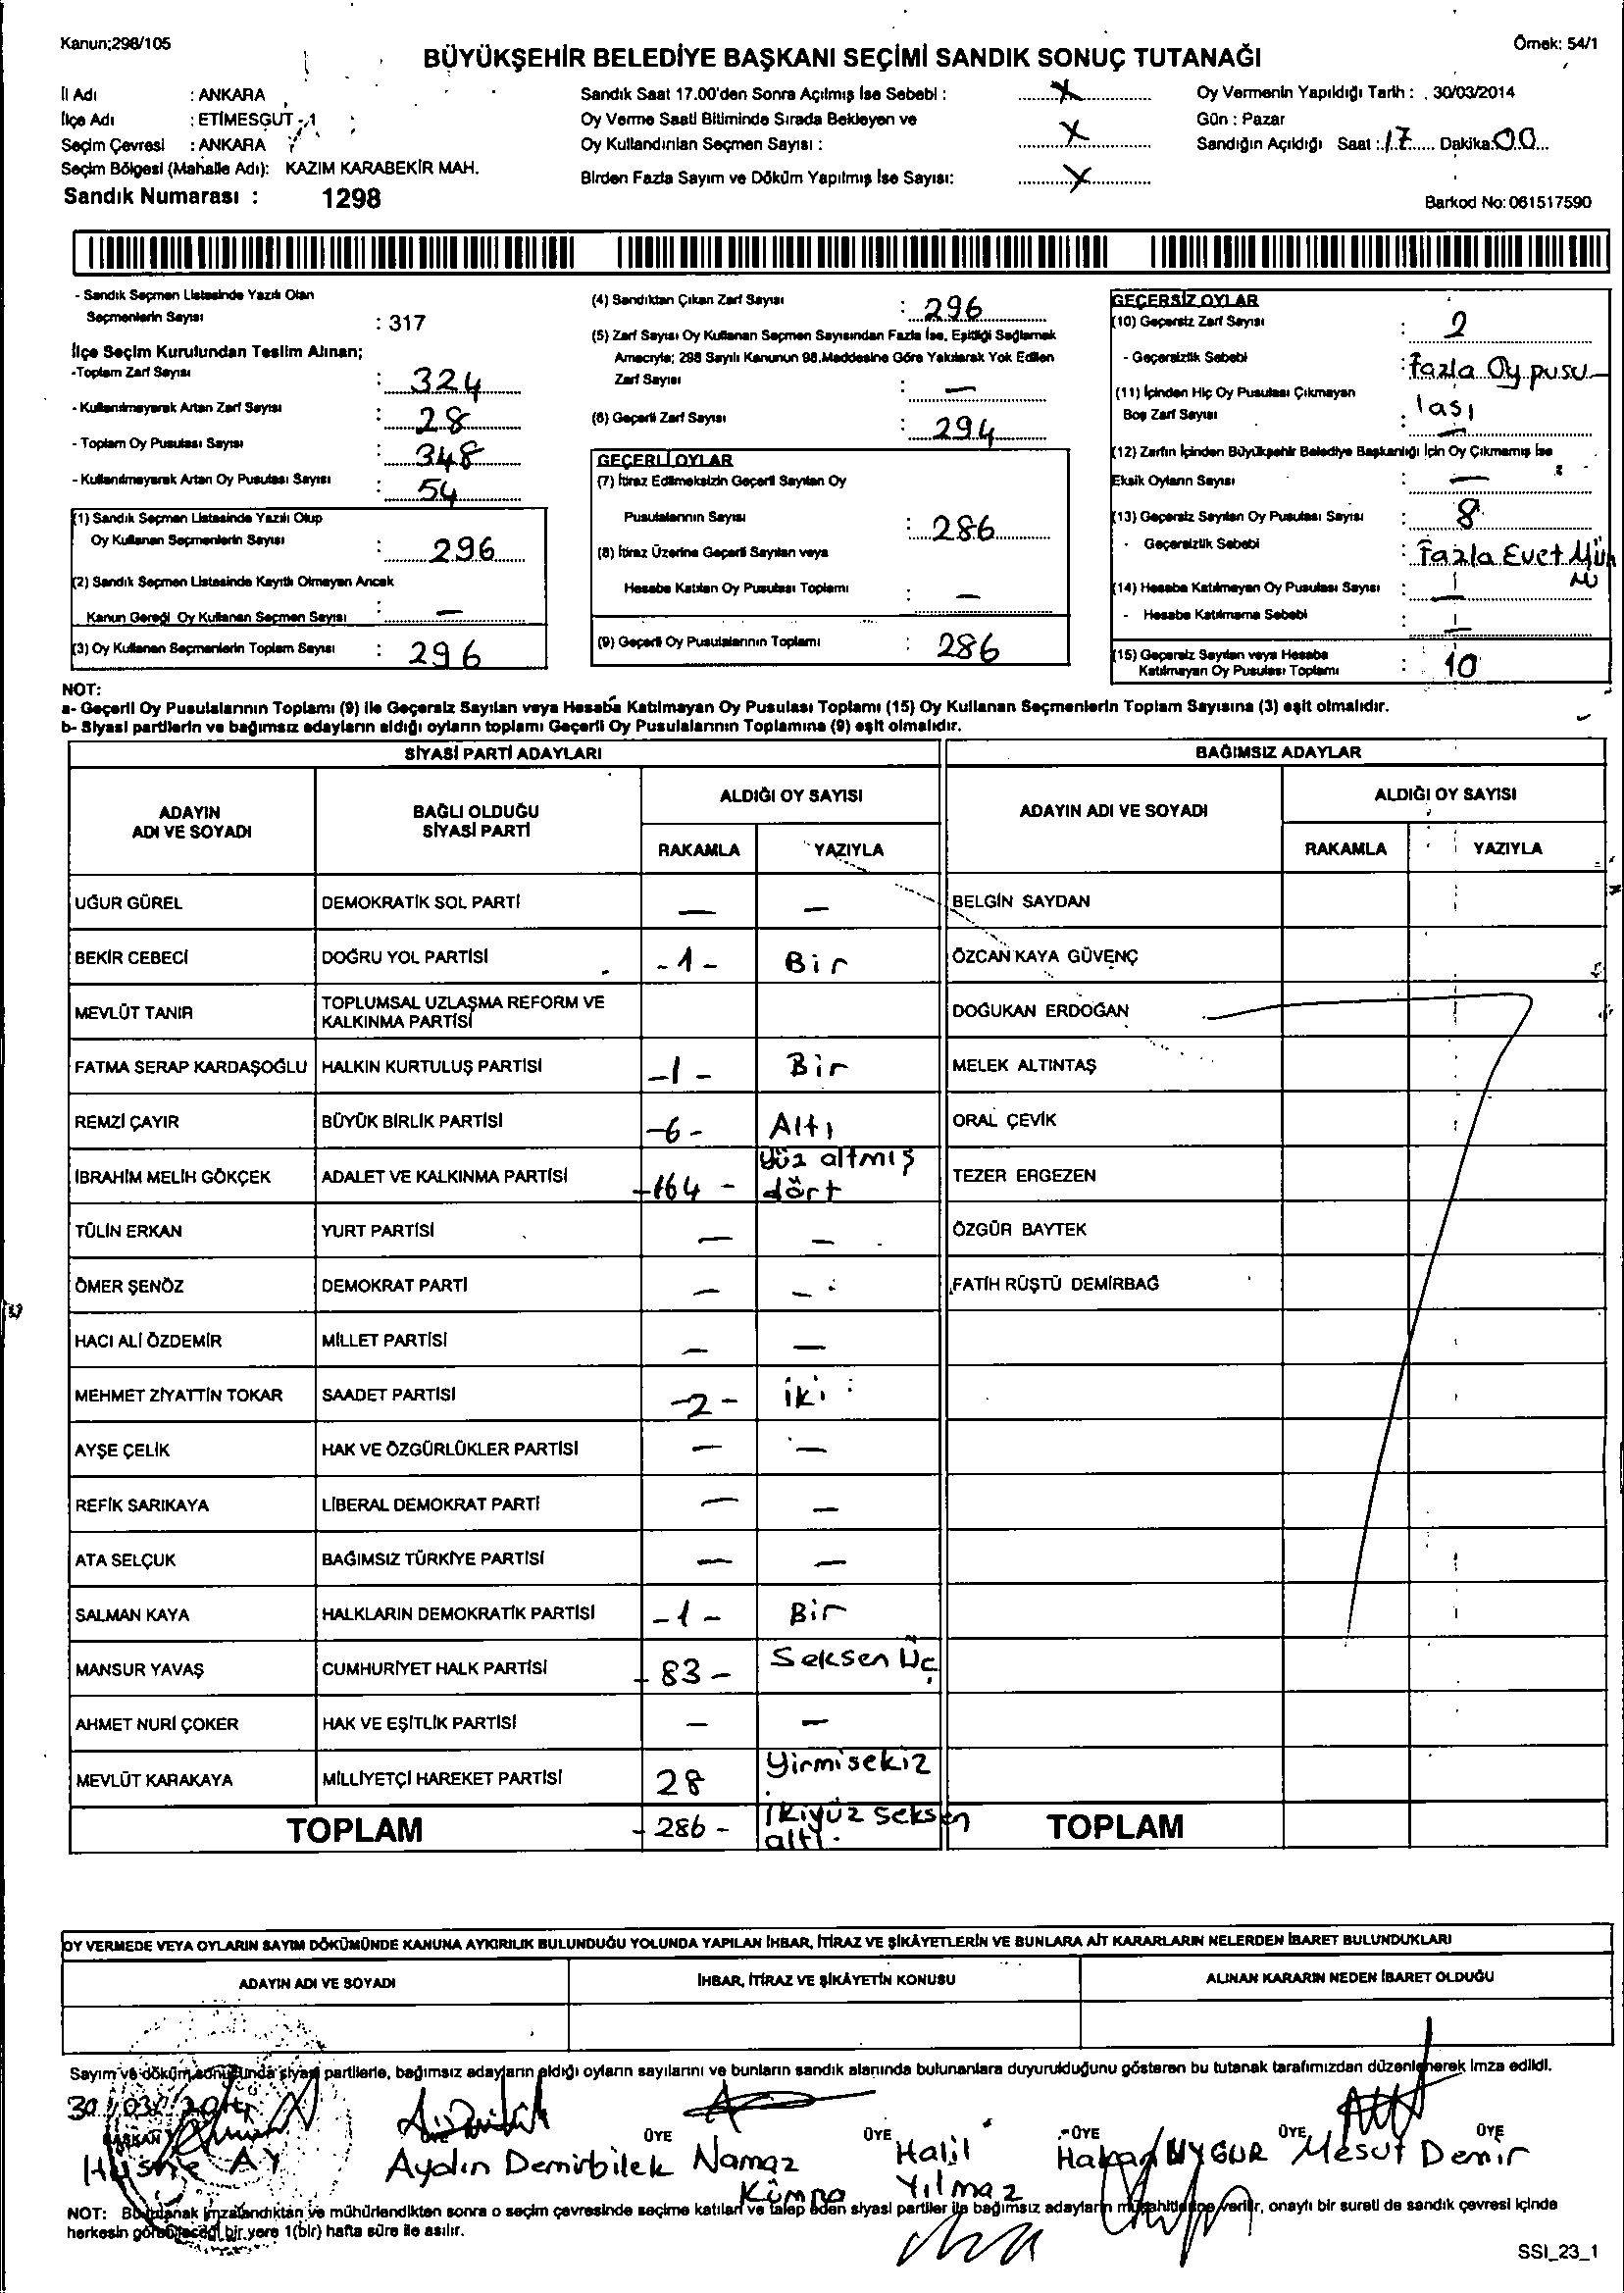 Kanun;298/105
Örnek: 54/1
BÜYÜKŞEHİR BELEDİYE BAŞKANI SEÇİMİ SANDIK SONUÇ TUTANAĞI
İl Adı : ANKARA
İlçe Adı : ETİMESGUT - 1
Seçim Çevresi : ANKARA
Seçim Bölgesi (Mahalle Adı): KAZIM KARABEKİR MAH.
Sandık Numarası : 1298
Sandık Saat 17.00'den Sonra Açılmış İse Sebebi : X
Oy Verme Saati Bitiminde Sırada Bekleyen ve
Oy Kullandırılan Seçmen Sayısı : X
Birden Fazla Sayım ve Döküm Yapılmış İse Sayısı: X
Oy Vermenin Yapıldığı Tarih : 30/03/2014
Gün : Pazar
Sandığın Açıldığı Saat : 17 Dakika: 00
Barkod No: 061517590
- Sandık Seçmen Listesinde Yazılı Olan
Seçmenlerin Sayısı : 317
İlçe Seçim Kurulundan Teslim Alınan;
-Toplam Zarf Sayısı : 324
- Kullanılmayarak Artan Zarf Sayısı : 28
- Toplam Oy Pusulası Sayısı : 348
- Kullanılmayarak Artan Oy Pusulası Sayısı : 54
(1) Sandık Seçmen Listesinde Yazılı Olup
Oy Kullanan Seçmenlerin Sayısı : 296
(2) Sandık Seçmen Listesinde Kayıtlı Olmayan Ancak
Kanun Gereği Oy Kullanan Seçmen Sayısı : —
(3) Oy Kullanan Seçmenlerin Toplam Sayısı : 296
(4) Sandıktan Çıkan Zarf Sayısı : 296
(5) Zarf Sayısı Oy Kullanan Seçmen Sayısından Fazla İse, Eşitliği Sağlamak
Amacıyla; 298 Sayılı Kanunun 98.Maddesine Göre Yakılarak Yok Edilen
Zarf Sayısı : —
(6) Geçerli Zarf Sayısı : 294
GEÇERLİ OYLAR
(7) İtiraz Edilmeksizin Geçerli Sayılan Oy
Pusulalarının Sayısı : 286
(8) İtiraz Üzerine Geçerli Sayılan veya
Hesaba Katılan Oy Pusulası Toplamı : —
(9) Geçerli Oy Pusulalarının Toplamı : 286
GEÇERSİZ OYLAR
(10) Geçersiz Zarf Sayısı : 2
- Geçersizlik Sebebi : Fazla Oy pusu-
lası
(11) İçinden Hiç Oy Pusulası Çıkmayan
Boş Zarf Sayısı : —
(12) Zarfın İçinden Büyükşehir Belediye Başkanlığı İçin Oy Çıkmamış İse
Eksik Oyların Sayısı : —
(13) Geçersiz Sayılan Oy Pusulası Sayısı : 8
- Geçersizlik Sebebi : Fazla Evet Müh
(14) Hesaba Katılmayan Oy Pusulası Sayısı : —
- Hesaba Katılmama Sebebi : —
(15) Geçersiz Sayılan veya Hesaba
Katılmayan Oy Pusulası Toplamı : 10
NOT:
a- Geçerli Oy Pusulalarının Toplamı (9) ile Geçersiz Sayılan veya Hesaba Katılmayan Oy Pusulası Toplamı (15) Oy Kullanan Seçmenlerin Toplam Sayısına (3) eşit olmalıdır.
b- Siyasi partilerin ve bağımsız adayların aldığı oyların toplamı Geçerli Oy Pusulalarının Toplamına (9) eşit olmalıdır.
SİYASİ PARTİ ADAYLARI
ADAYIN ADI VE SOYADI
BAĞLI OLDUĞU SİYASİ PARTİ
ALDIĞI OY SAYISI
RAKAMLA YAZIYLA
UĞUR GÜREL DEMOKRATİK SOL PARTİ — —
BEKİR CEBECİ DOĞRU YOL PARTİSİ -1- Bir
MEVLÜT TANIR TOPLUMSAL UZLAŞMA REFORM VE KALKINMA PARTİSİ
FATMA SERAP KARDAŞOĞLU HALKIN KURTULUŞ PARTİSİ -1- Bir
REMZİ ÇAYIR BÜYÜK BİRLİK PARTİSİ -6- Altı
İBRAHİM MELİH GÖKÇEK ADALET VE KALKINMA PARTİSİ -164- yüz altmış dört
TÜLİN ERKAN YURT PARTİSİ — —
ÖMER ŞENÖZ DEMOKRAT PARTİ — —
HACI ALİ ÖZDEMİR MİLLET PARTİSİ — —
MEHMET ZİYATTİN TOKAR SAADET PARTİSİ -2- iki
AYŞE ÇELİK HAK VE ÖZGÜRLÜKLER PARTİSİ — —
REFİK SARIKAYA LİBERAL DEMOKRAT PARTİ — —
ATA SELÇUK BAĞIMSIZ TÜRKİYE PARTİSİ — —
SALMAN KAYA HALKLARIN DEMOKRATİK PARTİSİ -1- Bir
MANSUR YAVAŞ CUMHURİYET HALK PARTİSİ -83- Seksen Üç
AHMET NURİ ÇOKER HAK VE EŞİTLİK PARTİSİ — —
MEVLÜT KARAKAYA MİLLİYETÇİ HAREKET PARTİSİ 28 Yirmisekiz
TOPLAM -286- İkiyüz seksen altı.
BAĞIMSIZ ADAYLAR
ADAYIN ADI VE SOYADI
ALDIĞI OY SAYISI
RAKAMLA YAZIYLA
BELGİN SAYDAN
ÖZCAN KAYA GÜVENÇ
DOĞUKAN ERDOĞAN
MELEK ALTINTAŞ
ORAL ÇEVİK
TEZER ERGEZEN
ÖZGÜR BAYTEK
FATİH RÜŞTÜ DEMİRBAĞ
TOPLAM
OY VERMEDE VEYA OYLARIN SAYIM DÖKÜMÜNDE KANUNA AYKIRILIK BULUNDUĞU YOLUNDA YAPILAN İHBAR, İTİRAZ VE ŞİKÂYETLERİN VE BUNLARA AİT KARARLARIN NELERDEN İBARET BULUNDUKLARI
ADAYIN ADI VE SOYADI
İHBAR, İTİRAZ VE ŞİKÂYETİN KONUSU
ALINAN KARARIN NEDEN İBARET OLDUĞU
Sayım ve döküm sonucunda siyasi partilerle, bağımsız adayların aldığı oyların sayılarını ve bunların sandık alanında bulunanlara duyurulduğunu gösteren bu tutanak tarafımızdan düzenlenerek imza edildi.
30/03/2014
BAŞKAN ÜYE ÜYE ÜYE ÜYE ÜYE ÜYE
AY
Aydın Demirbilek
Namaz
Halil Yılmaz
Hakan UYGUR
Mesut Demir
NOT: Bu tutanak imzalandıktan ve mühürlendikten sonra o seçim çevresinde seçime katılan ve talep eden siyasi partiler ile bağımsız adayların müşahitlerine verilir, onaylı bir sureti de sandık çevresi içinde
herkesin görebileceği bir yere 1(bir) hafta süre ile asılır.
SSI_23_1